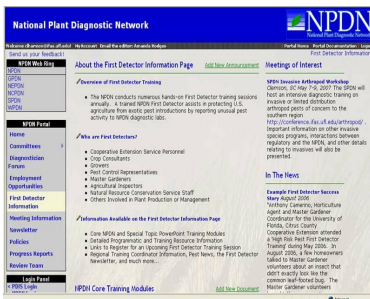 National Plant Diagnostic Network
NPDN
National Plant Diagnostic Network
Welcome
My Account Email the editor: Amanda Hodges
Portal Home Portal Documentation
Send us your feedback!
First Detector Information
NPDN Web Ring
NPDN
GPDN
NEPDN
NCPDN
SPDN
WPDN
NPDN Portal
Home
Committees
Diagnostician Forum
Employment Opportunities
First Detector Information
Meeting Information
Newsletter
Policies
Progress Reports
Review Team
Login Panel
< PDIS Login
About the First Detector Information Page
Add New Announcement
Overview of First Detector Training
The NPDN conducts numerous hands-on First Detector training sessions
annually. A trained NPDN First Detector assists in protecting U.S.
agriculture from exotic pest introductions by reporting unusual pest
activity to NPDN diagnostic labs.
Who are First Detectors?
Cooperative Extension Service Personnel
Crop Consultants
Growers
Pest Control Representatives
Master Gardeners
Agricultural Inspectors
Natural Resource Conservation Service Staff
Others Involved in Plant Production or Management
Information Available on the First Detector Information Page
Core NPDN and Special Topic PowerPoint Training Modules
Detailed Programmatic and Training Resource Information
Links to Register for an Upcoming First Detector Training Session
Regional Training Coordinator Information, Pest News, the First Detector
Newsletter, and much more...
NPDN Core Training Modules
Add New Document
Meetings of Interest
SPDN Invasive Arthropod Workshop
Clemson, SC May 7-9, 2007 The SPDN will
host an intensive diagnostic training on
invasive or limited distribution
arthropod pests of concern to the
southern region
http://conference.ifas.ufl.edu/arthropod/ .
Important information on other invasive
species programs, interactions between
regulatory and the NPDN, and other details
relating to invasives will also be
presented.
In The News
Example First Detector Success
Story August 2006
"Anthony Camerino, Horticulture
Agent and Master Gardener
Coordinator for the University of
Florida, Citrus County
Cooperative Extension attended
a 'High Risk Pest First Detector'
training during May, 2006. In
August 2006, a few homeowners
talked to Master Gardener
volunteers about an insect that
didn't exactly look like the
common leaf-footed bug. The
Master Gardener volunteers